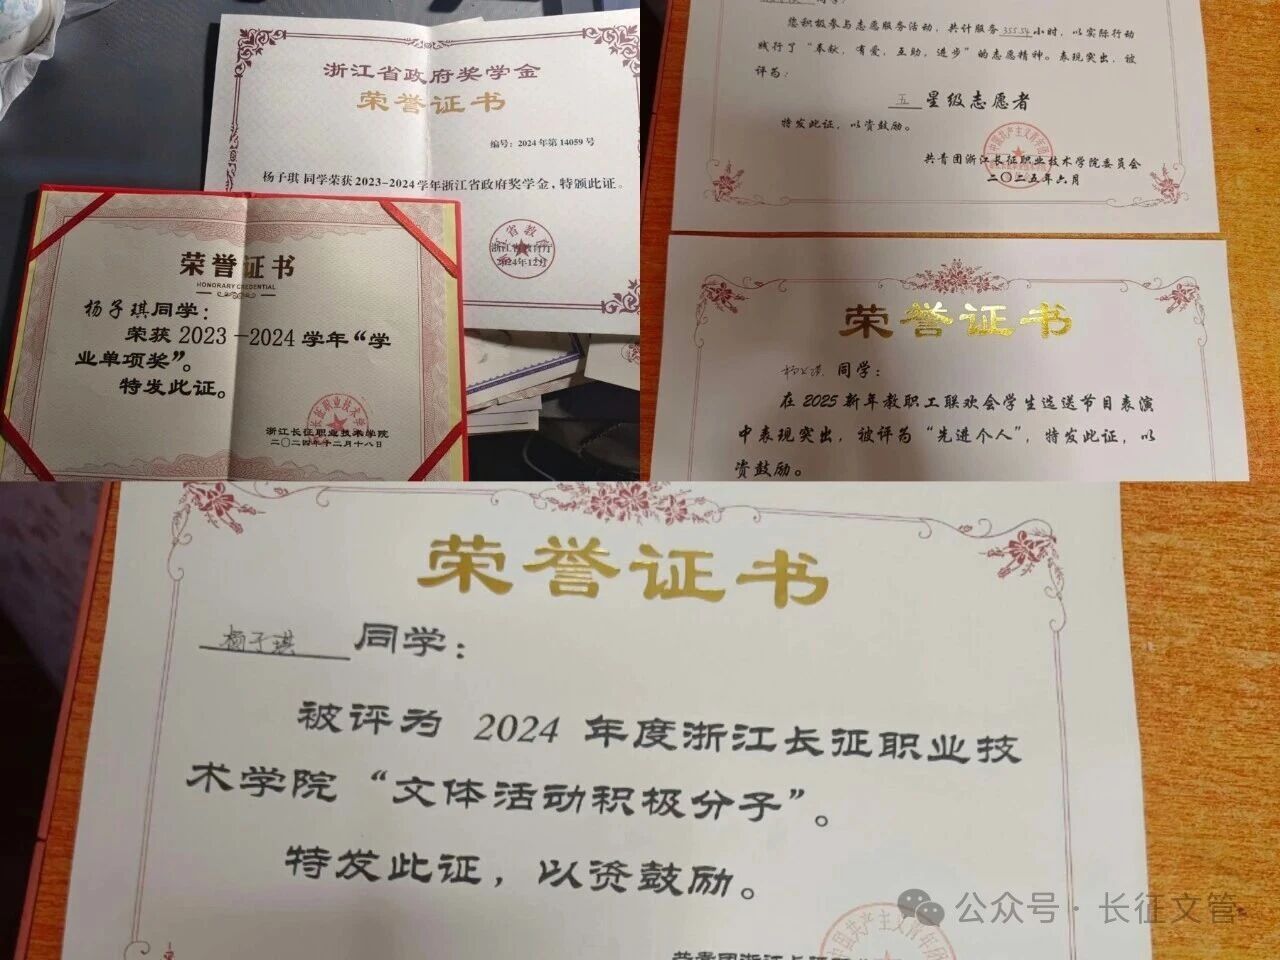 浙江省政府奖学金
荣誉证书
编号：2024年第14059号
杨子琪 同学荣获2023-2024学年浙江省政府奖学金，特颁此证。
浙江省教育厅
2024年12月
荣誉证书
HONORARY CREDENTIAL
杨子琪同学：
荣获 2023-2024 学年“学
业单项奖”。
特发此证。
浙江长征职业技术学院
二〇二四年十二月十八日
同学：
您积极参与志愿服务活动，共计服务355.54小时，以实际行动
践行了“奉献，有爱，互助，进步”的志愿精神。表现突出，被
评为：
五 星级志愿者
特发此证，以资鼓励。
共青团浙江长征职业技术学院委员会
二〇二五年六月
荣誉证书
杨子琪 同学：
在2025新年教职工联欢会学生选送节目表演
中表现突出，被评为“先进个人”，特发此证，以
资鼓励。
荣誉证书
杨子琪 同学：
被评为 2024 年度浙江长征职业技
术学院“文体活动积极分子”。
特发此证，以资鼓励。
公众号·长征文管